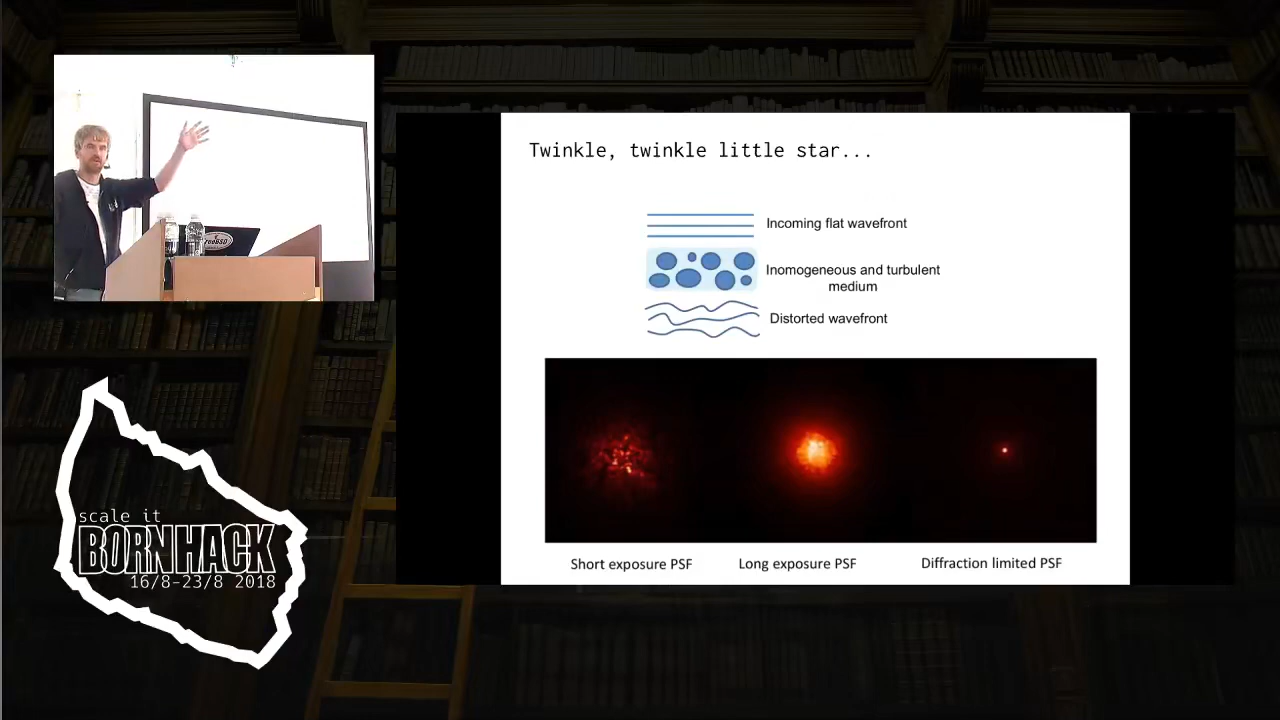 Twinkle, twinkle little star...
Incoming flat wavefront
Inomogeneous and turbulent
medium
Distorted wavefront
Short exposure PSF
Long exposure PSF
Diffraction limited PSF
scale it
BORNHACK
16/8-23/8 2018